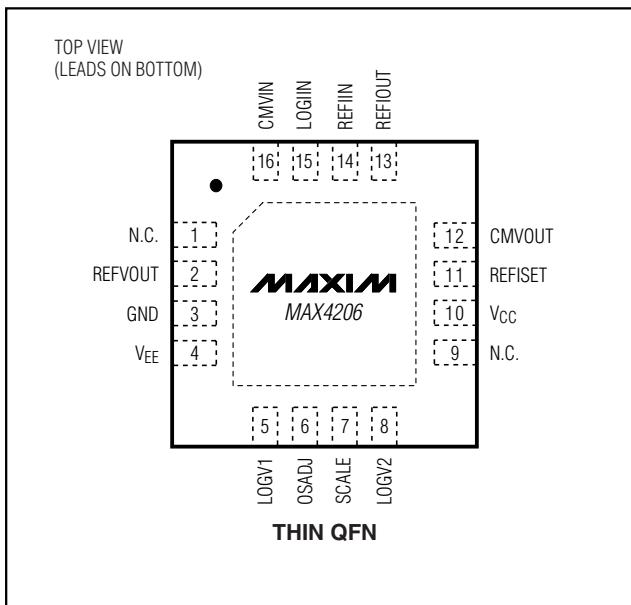 TOP VIEW
(LEADS ON BOTTOM)
CMVIN
LOGIIN
REFIIN
REFIOUT
16 15 14 13
N.C. 1
REFVOUT 2
GND 3
VEE 4
12 CMVOUT
11 REFISET
10 VCC
9 N.C.
MAXIM
MAX4206
5 6 7 8
LOGV1
OSADJ
SCALE
LOGV2
THIN QFN